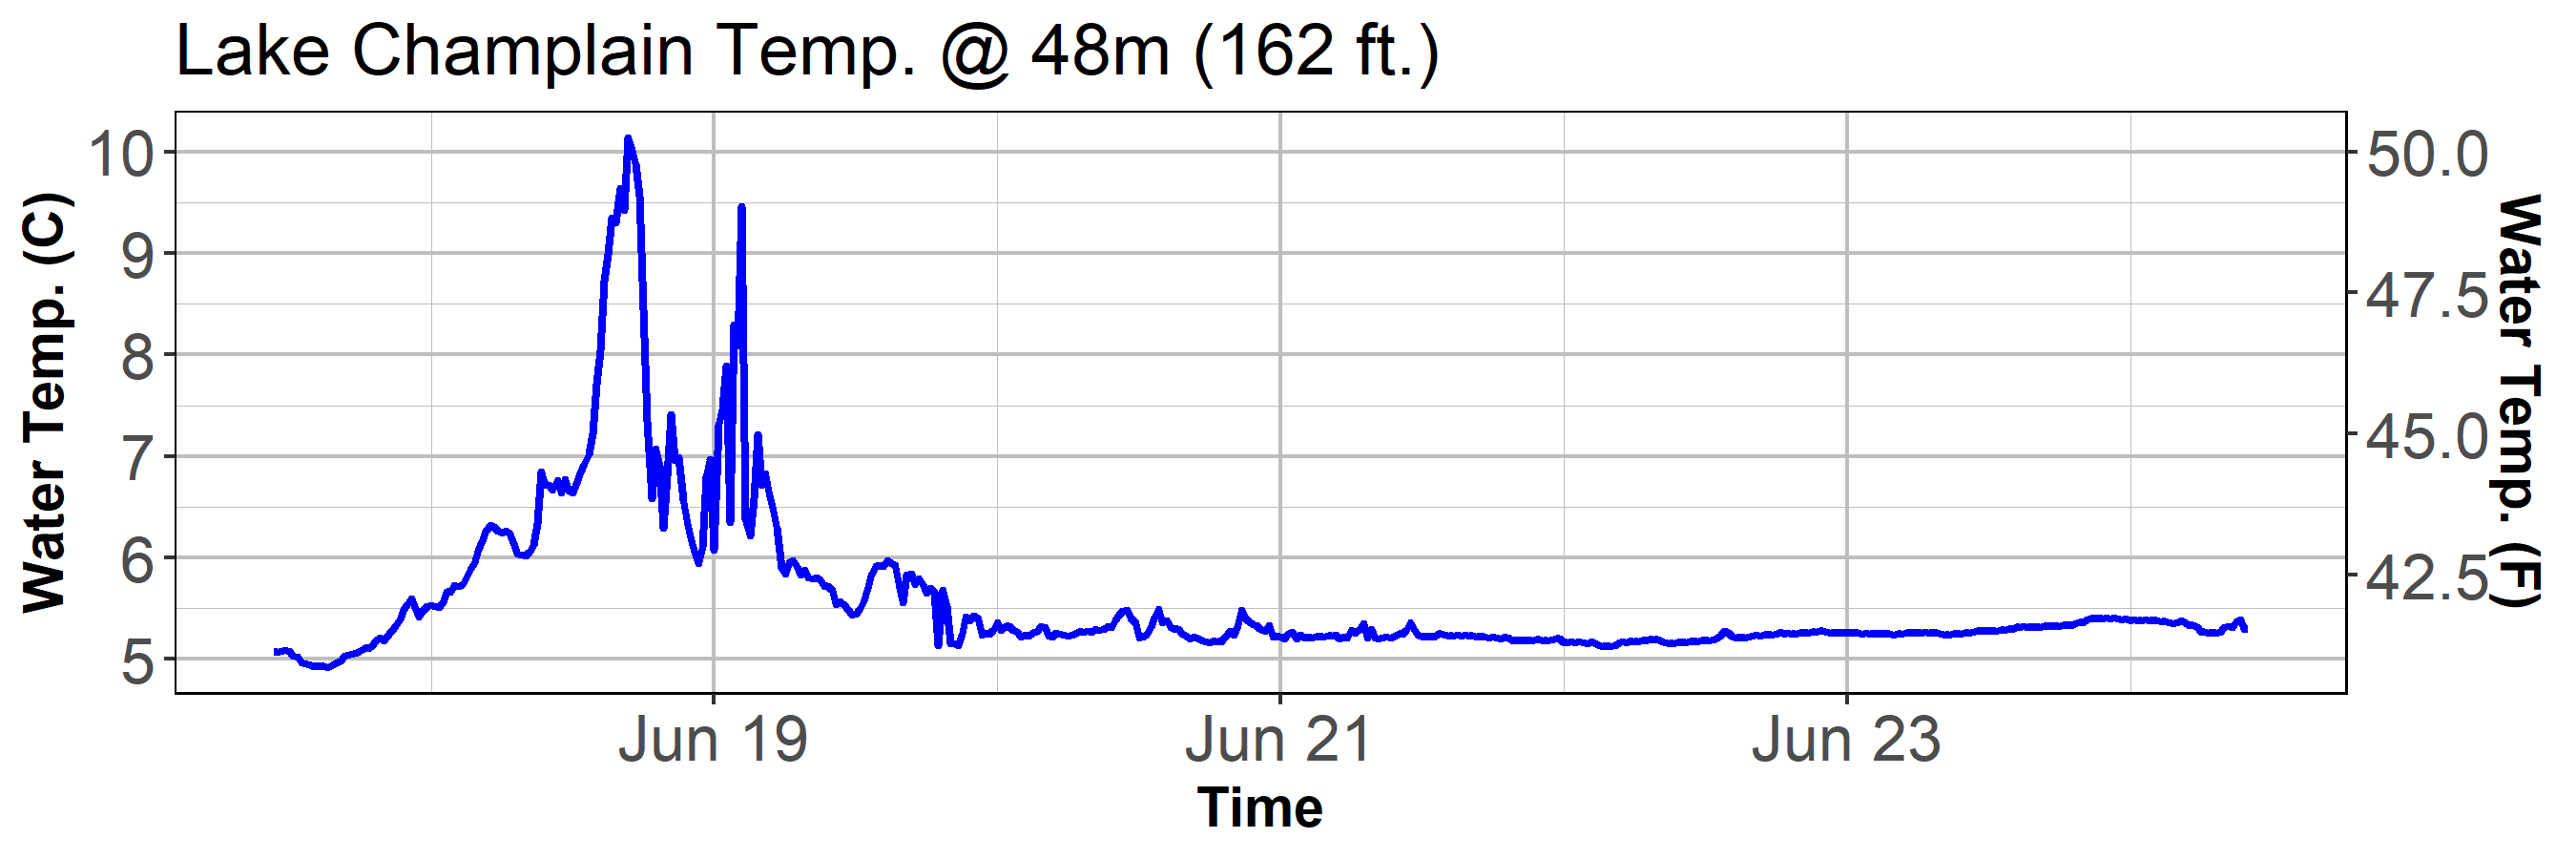 Lake Champlain Temp. @ 48m (162 ft.)
Water Temp. (C)
10
9
8
7
6
5
50.0
47.5
45.0
42.5
Water Temp. (F)
Jun 19
Jun 21
Jun 23
Time